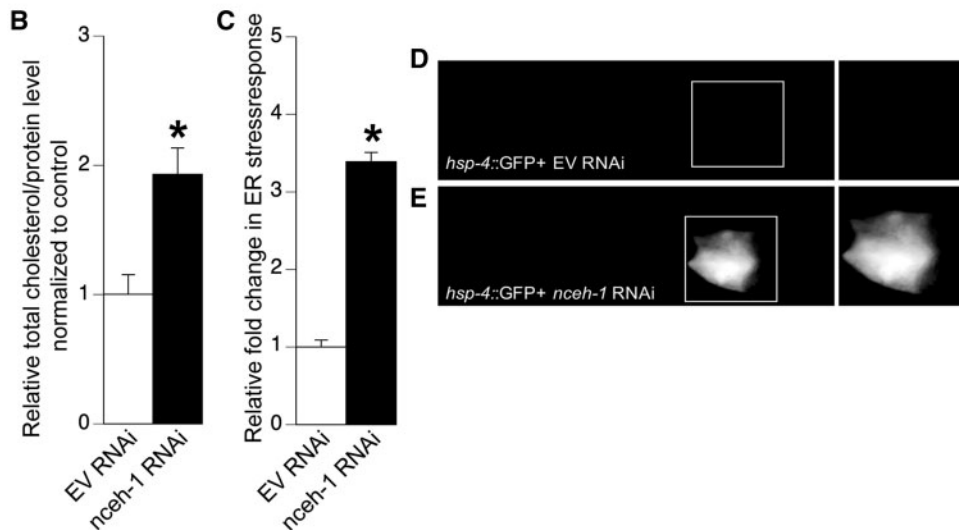 B
Relative total cholesterol/protein level
normalized to control
3
2
1
0
*
EV RNAi
nceh-1 RNAi
C
Relative fold change in ER stressresponse
5
4
3
2
1
0
*
EV RNAi
nceh-1 RNAi
D
hsp-4::GFP+ EV RNAi
E
hsp-4::GFP+ nceh-1 RNAi